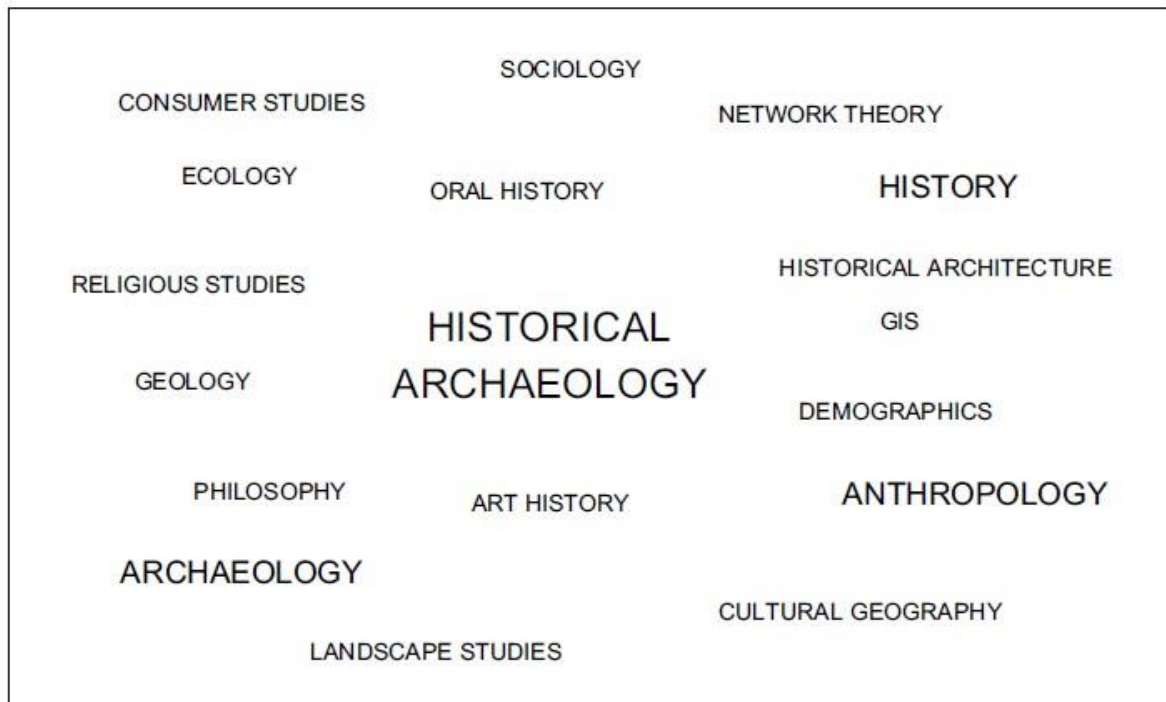 SOCIOLOGY
CONSUMER STUDIES
NETWORK THEORY
ECOLOGY
ORAL HISTORY
HISTORY
RELIGIOUS STUDIES
HISTORICAL ARCHITECTURE
HISTORICAL
ARCHAEOLOGY
GIS
GEOLOGY
DEMOGRAPHICS
PHILOSOPHY
ART HISTORY
ANTHROPOLOGY
ARCHAEOLOGY
CULTURAL GEOGRAPHY
LANDSCAPE STUDIES